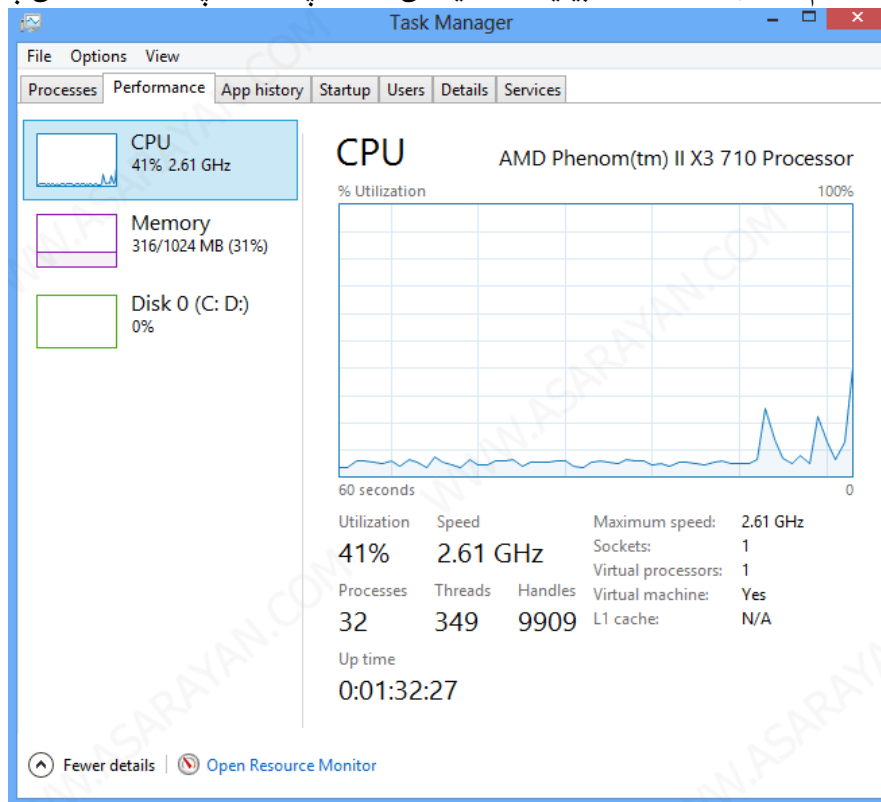 Task Manager
File Options View
Processes Performance App history Startup Users Details Services
CPU
41% 2.61 GHz
Memory
316/1024 MB (31%)
Disk 0 (C: D:)
0%
CPU AMD Phenom(tm) II X3 710 Processor
% Utilization 100%
60 seconds 0
Utilization Speed
41% 2.61 GHz
Processes Threads Handles
32 349 9909
Up time
0:01:32:27
Maximum speed: 2.61 GHz
Sockets: 1
Virtual processors: 1
Virtual machine: Yes
L1 cache: N/A
Fewer details Open Resource Monitor
WWW.ASARAYAN.COM